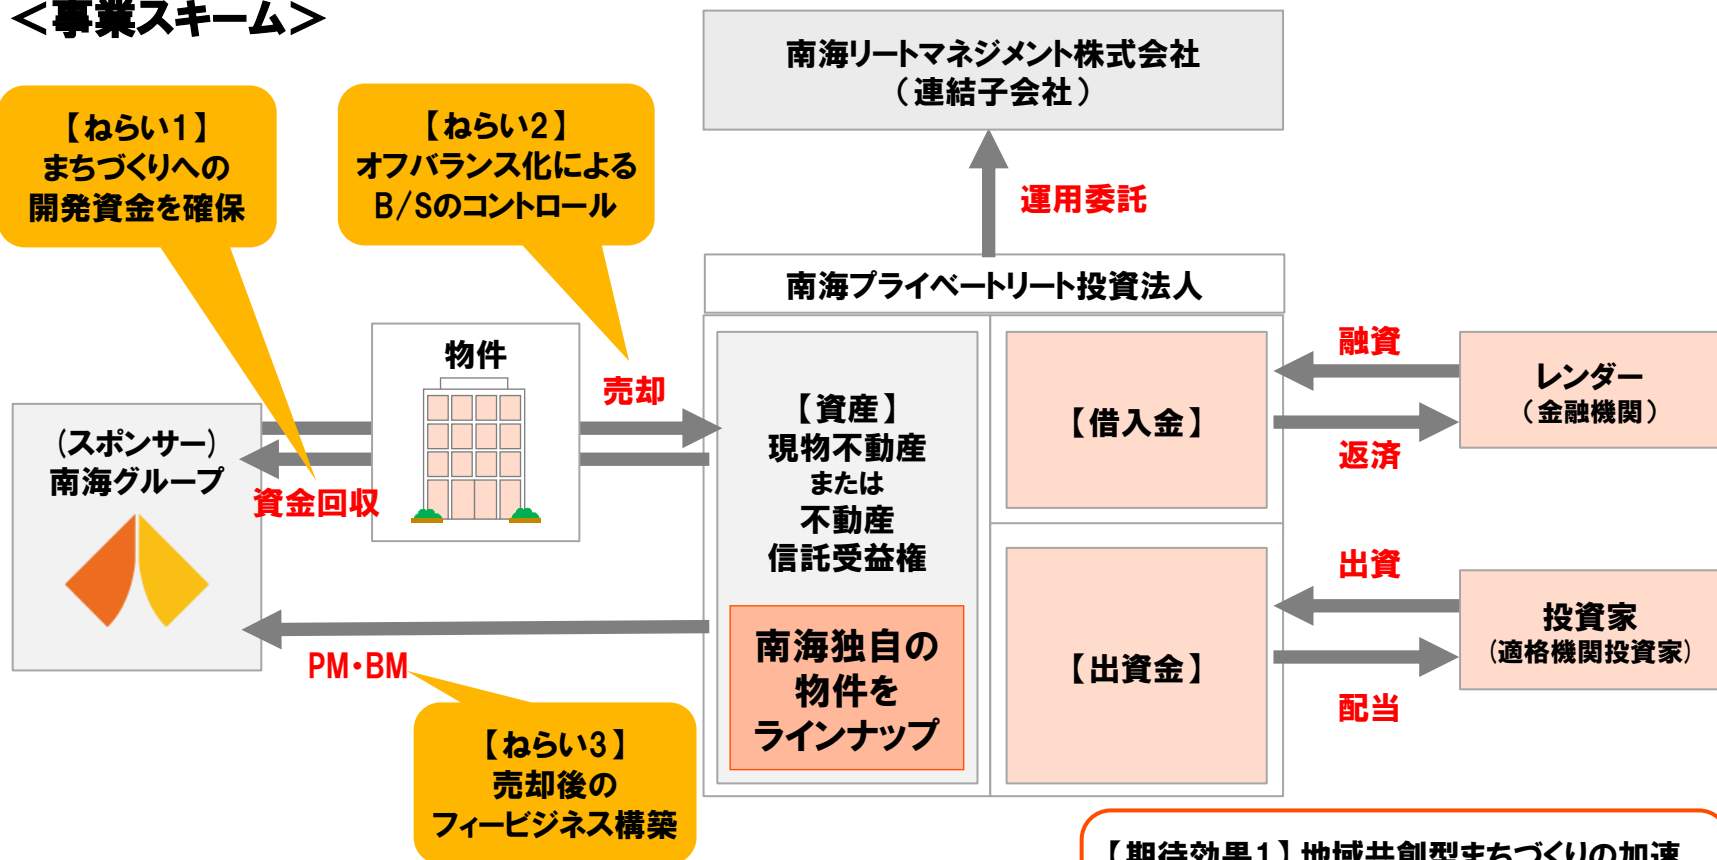 ＜事業スキーム＞
南海リートマネジメント株式会社
（連結子会社）
【ねらい1】
まちづくりへの
開発資金を確保
【ねらい2】
オフバランス化による
B/Sのコントロール
運用委託
南海プライベートリート投資法人
物件
売却
(スポンサー)
南海グループ
資金回収
【資産】
現物不動産
または
不動産
信託受益権
南海独自の
物件を
ラインナップ
【借入金】
【出資金】
融資
返済
レンダー
（金融機関）
出資
配当
投資家
(適格機関投資家)
PM・BM
【ねらい3】
売却後の
フィービジネス構築
【期待効果1】地域共創型まちづくりの加速